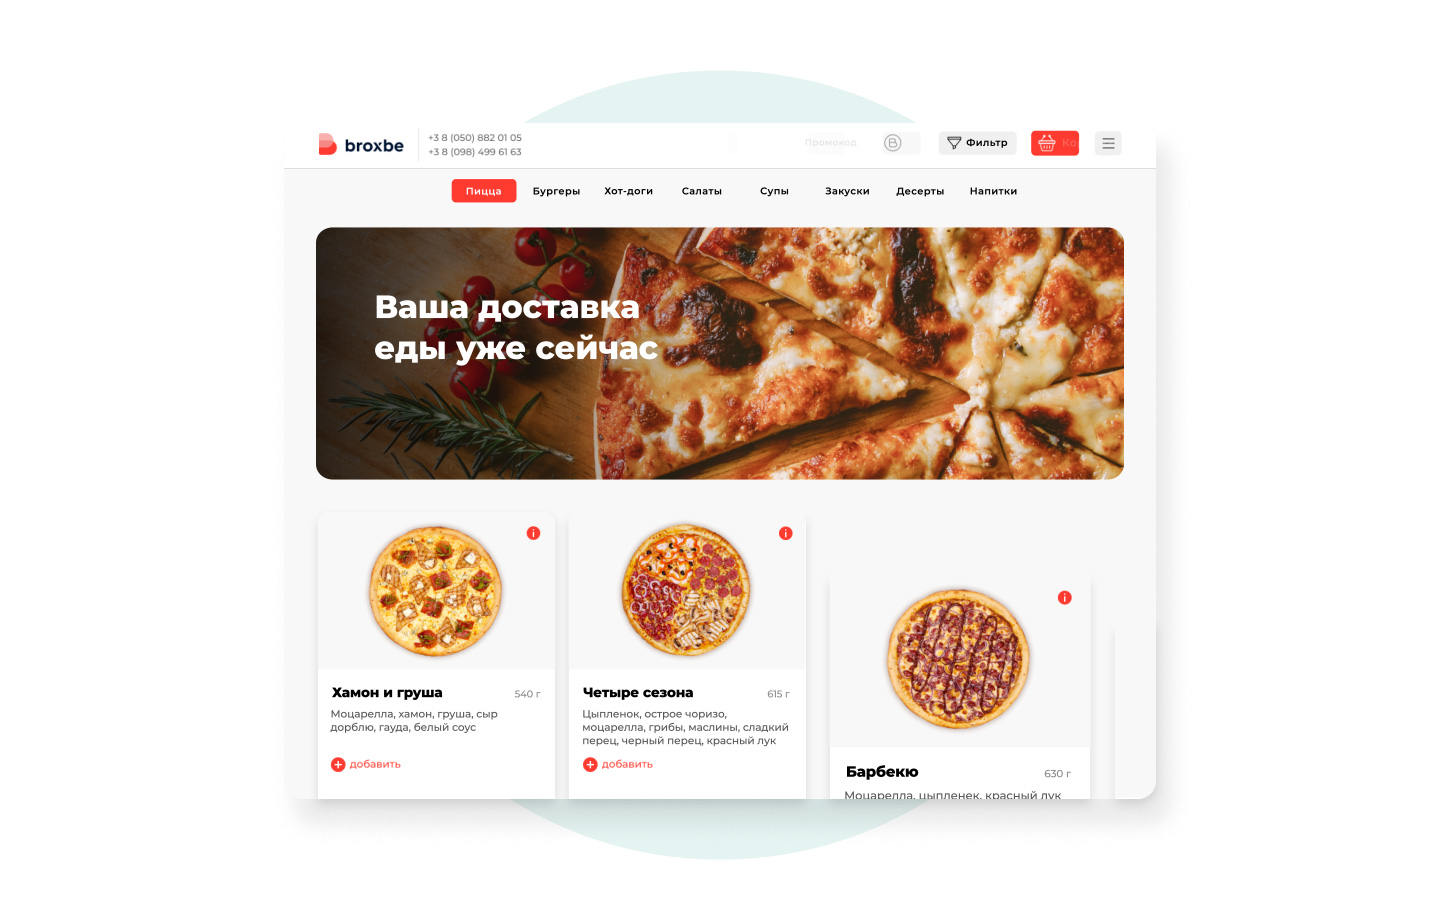 broxbe
+3 8 (050) 882 01 05
+3 8 (098) 499 61 63
Промокод
Фильтр
Пицца Бургеры Хот-доги Салаты Супы Закуски Десерты Напитки
Ваша доставка
еды уже сейчас
Хамон и груша
540 г
Моцарелла, хамон, груша, сыр
дорблю, гауда, белый соус
добавить
Четыре сезона
615 г
Цыпленок, острое чоризо,
моцарелла, грибы, маслины, сладкий
перец, черный перец, красный лук
добавить
Барбекю
630 г
Моцарелла, цыпленек, красный лук